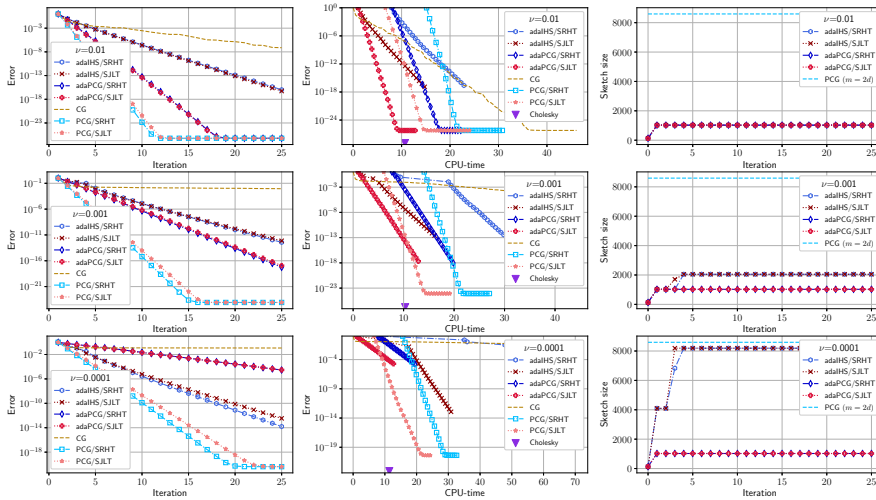 10⁻¹
10⁻³
10⁻⁸
10⁻¹³
10⁻¹⁸
10⁻²³
Error
ν=0.01
adaIHS/SRHT
adaIHS/SJLT
adaPCG/SRHT
adaPCG/SJLT
CG
PCG/SRHT
PCG/SJLT
0 5 10 15 20 25
Iteration
10⁰
10⁻⁶
10⁻¹¹
10⁻¹⁶
10⁻²¹
10⁻²⁶
Error
ν=0.01
adaIHS/SRHT
adaIHS/SJLT
adaPCG/SRHT
adaPCG/SJLT
CG
PCG/SRHT
PCG/SJLT
Cholesky
0 10 20 30 40
CPU-time
8000
6000
4000
2000
0
Sketch size
ν=0.01
adaIHS/SRHT
adaIHS/SJLT
adaPCG/SRHT
adaPCG/SJLT
PCG (m = 2d)
0 5 10 15 20 25
Iteration
10⁻¹
10⁻⁶
10⁻¹¹
10⁻¹⁶
10⁻²¹
Error
ν=0.001
adaIHS/SRHT
adaIHS/SJLT
adaPCG/SRHT
adaPCG/SJLT
CG
PCG/SRHT
PCG/SJLT
0 5 10 15 20 25
Iteration
10⁻³
10⁻⁸
10⁻¹³
10⁻¹⁸
10⁻²³
Error
ν=0.001
adaIHS/SRHT
adaIHS/SJLT
adaPCG/SRHT
adaPCG/SJLT
CG
PCG/SRHT
PCG/SJLT
Cholesky
0 10 20 30 40
CPU-time
8000
6000
4000
2000
0
Sketch size
ν=0.001
adaIHS/SRHT
adaIHS/SJLT
adaPCG/SRHT
adaPCG/SJLT
PCG (m = 2d)
0 5 10 15 20 25
Iteration
10⁻²
10⁻⁶
10⁻¹⁰
10⁻¹⁴
10⁻¹⁸
Error
ν=0.0001
adaIHS/SRHT
adaIHS/SJLT
adaPCG/SRHT
adaPCG/SJLT
CG
PCG/SRHT
PCG/SJLT
0 5 10 15 20 25
Iteration
10⁻⁴
10⁻⁹
10⁻¹⁴
10⁻¹⁹
Error
ν=0.0001
adaIHS/SRHT
adaIHS/SJLT
adaPCG/SRHT
adaPCG/SJLT
CG
PCG/SRHT
PCG/SJLT
Cholesky
0 10 20 30 40 50 60 70
CPU-time
8000
6000
4000
2000
0
Sketch size
ν=0.0001
adaIHS/SRHT
adaIHS/SJLT
adaPCG/SRHT
adaPCG/SJLT
PCG (m = 2d)
0 5 10 15 20 25
Iteration